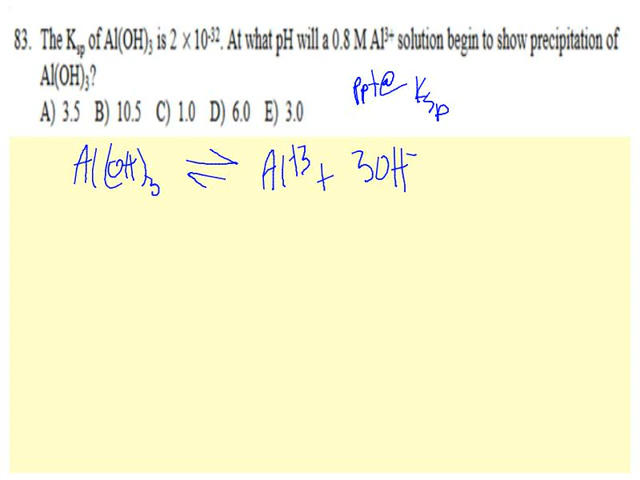 83. The Ksp of Al(OH)3 is 2 ×10-32. At what pH will a 0.8 M Al3+ solution begin to show precipitation of
Al(OH)3?
A) 3.5 B) 10.5 C) 1.0 D) 6.0 E) 3.0
ppt@ Ksp
Al(OH)3 ⇌ Al+3 + 3OH-